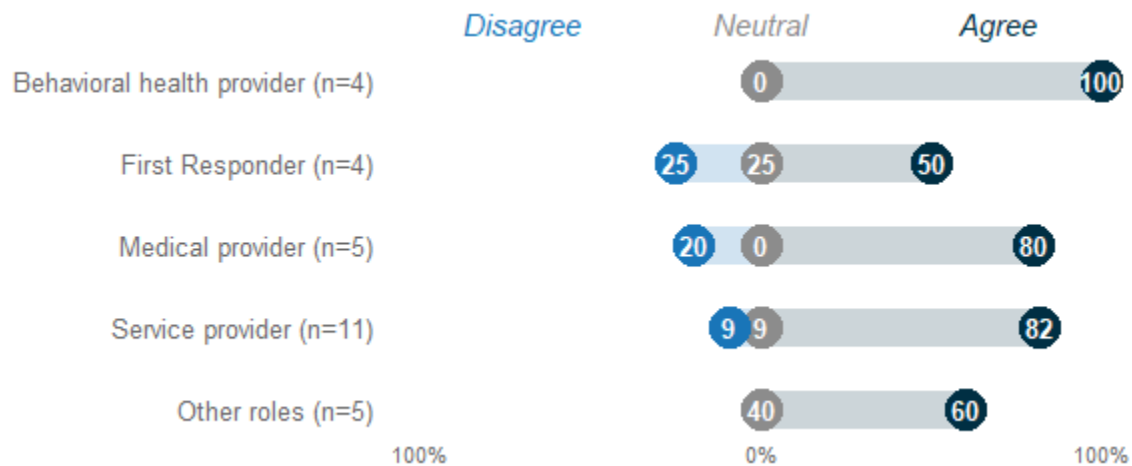 Disagree Neutral Agree
Behavioral health provider (n=4) 0 100
First Responder (n=4) 25 25 50
Medical provider (n=5) 20 0 80
Service provider (n=11) 9 9 82
Other roles (n=5) 40 60
100% 0% 100%